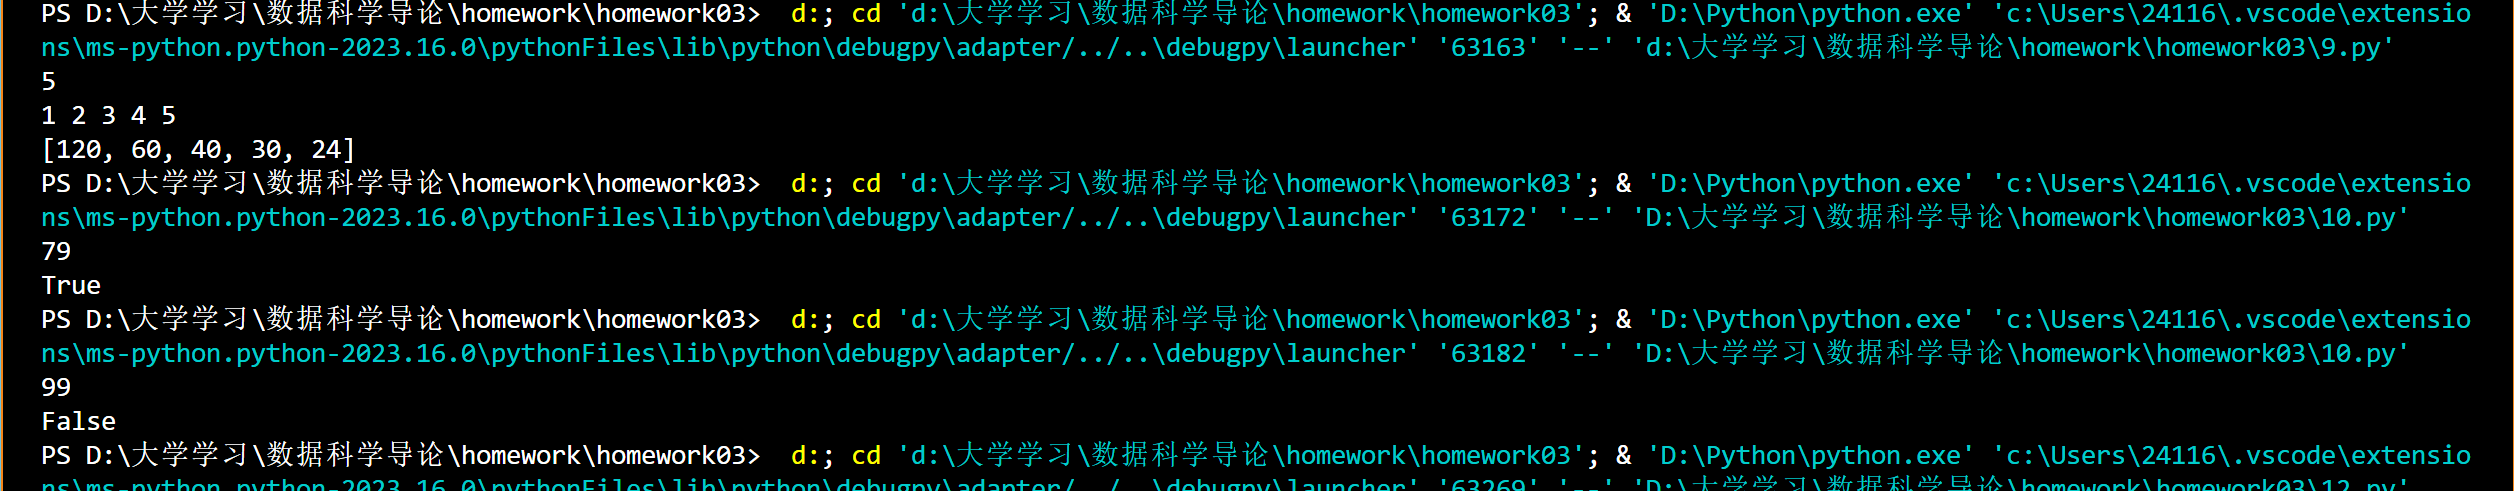 PS D:\大学学习\数据科学导论\homework\homework03>  d:; cd 'd:\大学学习\数据科学导论\homework\homework03'; & 'D:\Python\python.exe' 'c:\Users\24116\.vscode\extensio
ns\ms-python.python-2023.16.0\pythonFiles\lib\python\debugpy\adapter/../..\debugpy\launcher' '63163' '--' 'd:\大学学习\数据科学导论\homework\homework03\9.py'
5
1 2 3 4 5
[120, 60, 40, 30, 24]
PS D:\大学学习\数据科学导论\homework\homework03>  d:; cd 'd:\大学学习\数据科学导论\homework\homework03'; & 'D:\Python\python.exe' 'c:\Users\24116\.vscode\extensio
ns\ms-python.python-2023.16.0\pythonFiles\lib\python\debugpy\adapter/../..\debugpy\launcher' '63172' '--' 'D:\大学学习\数据科学导论\homework\homework03\10.py'
79
True
PS D:\大学学习\数据科学导论\homework\homework03>  d:; cd 'd:\大学学习\数据科学导论\homework\homework03'; & 'D:\Python\python.exe' 'c:\Users\24116\.vscode\extensio
ns\ms-python.python-2023.16.0\pythonFiles\lib\python\debugpy\adapter/../..\debugpy\launcher' '63182' '--' 'D:\大学学习\数据科学导论\homework\homework03\10.py'
99
False
PS D:\大学学习\数据科学导论\homework\homework03>  d:; cd 'd:\大学学习\数据科学导论\homework\homework03'; & 'D:\Python\python.exe' 'c:\Users\24116\.vscode\extensio
ns\ms-python.python-2023.16.0\pythonFiles\lib\python\debugpy\adapter/../..\debugpy\launcher' '63269' '--' 'D:\大学学习\数据科学导论\homework\homework03\12.py'